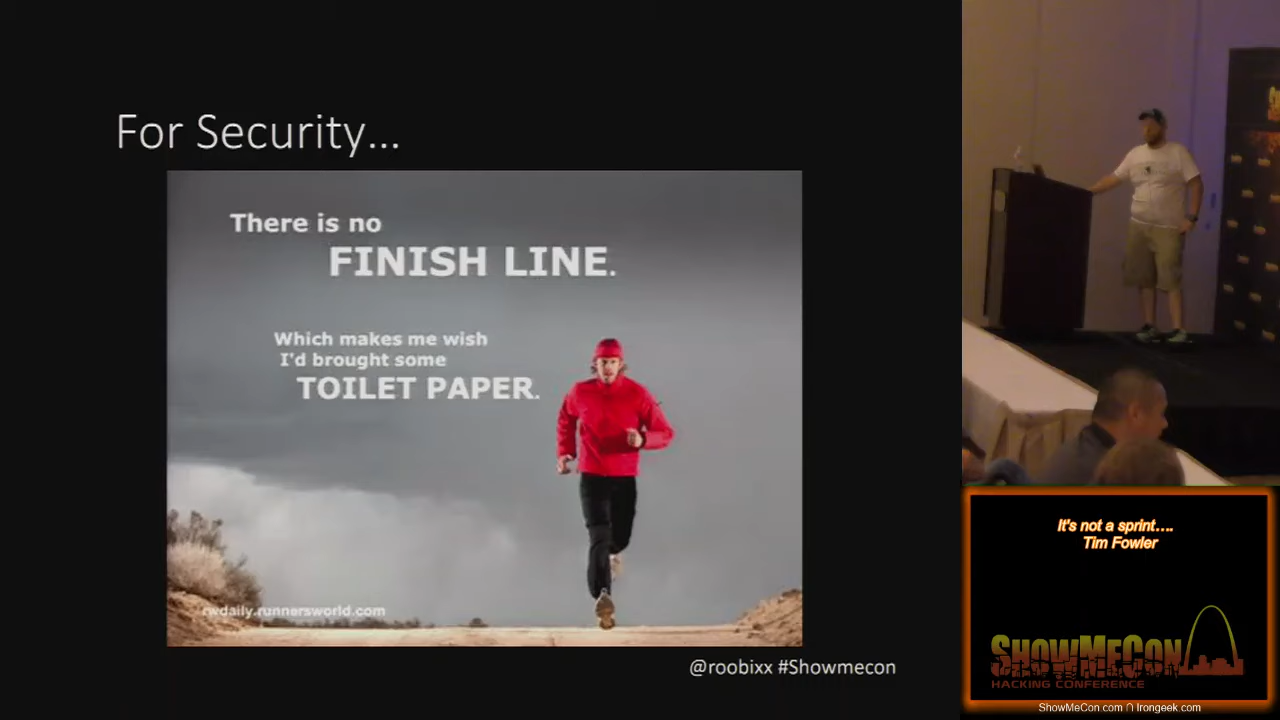 For Security...
There is no
FINISH LINE.
Which makes me wish
I'd brought some
TOILET PAPER.
rwdaily.runnersworld.com
@roobixx #Showmecon
It's not a sprint....
Tim Fowler
SHOWMECON
HACKING CONFERENCE
ShowMeCon.com ∩ Irongeek.com